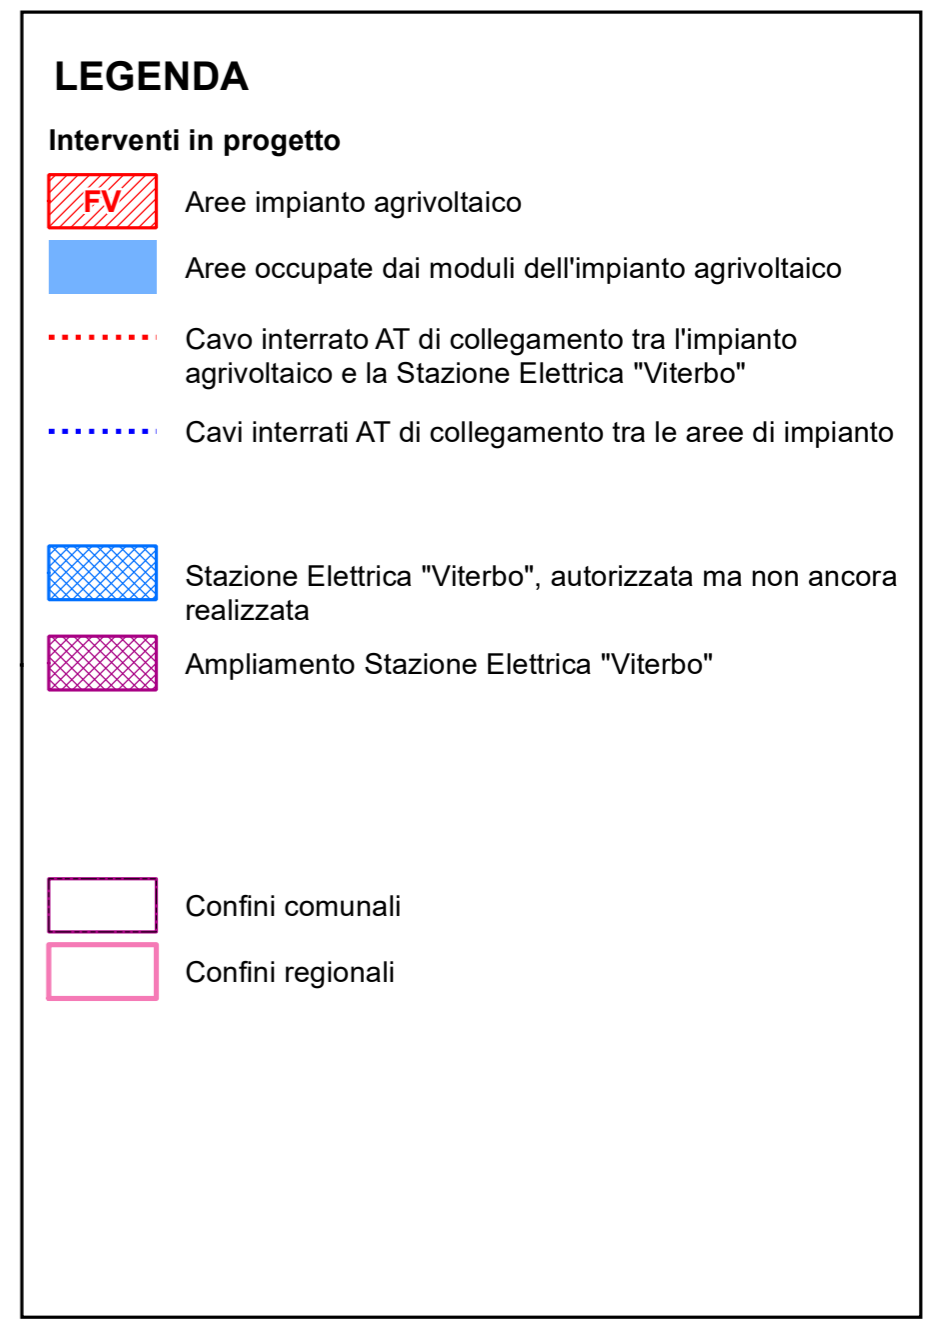 LEGENDA
Interventi in progetto
FV
Aree impianto agrivoltaico
Aree occupate dai moduli dell'impianto agrivoltaico
Cavo interrato AT di collegamento tra l'impianto
agrivoltaico e la Stazione Elettrica "Viterbo"
Cavi interrati AT di collegamento tra le aree di impianto
Stazione Elettrica "Viterbo", autorizzata ma non ancora
realizzata
Ampliamento Stazione Elettrica "Viterbo"
Confini comunali
Confini regionali